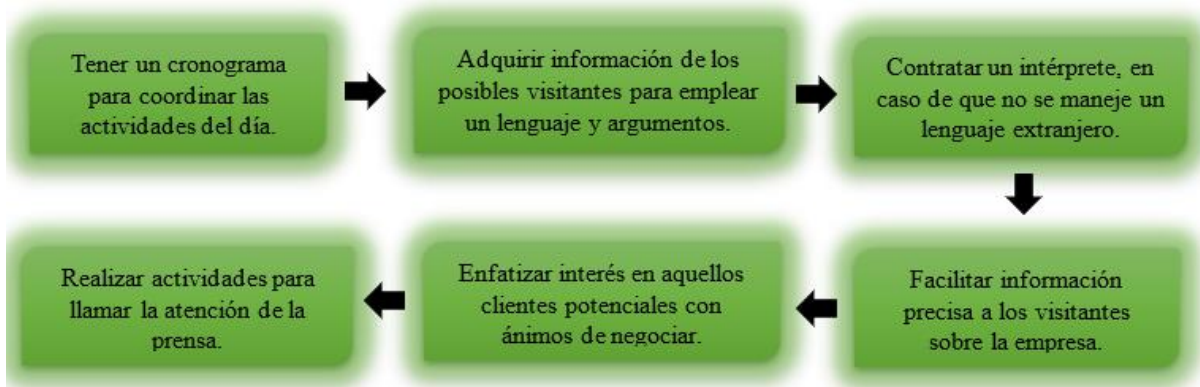 Tener un cronograma
para coordinar las
actividades del día.
Adquirir información de los
posibles visitantes para emplear
un lenguaje y argumentos.
Contratar un intérprete, en
caso de que no se maneje un
lenguaje extranjero.
Facilitar información
precisa a los visitantes
sobre la empresa.
Enfatizar interés en aquellos
clientes potenciales con
ánimos de negociar.
Realizar actividades para
llamar la atención de la
prensa.